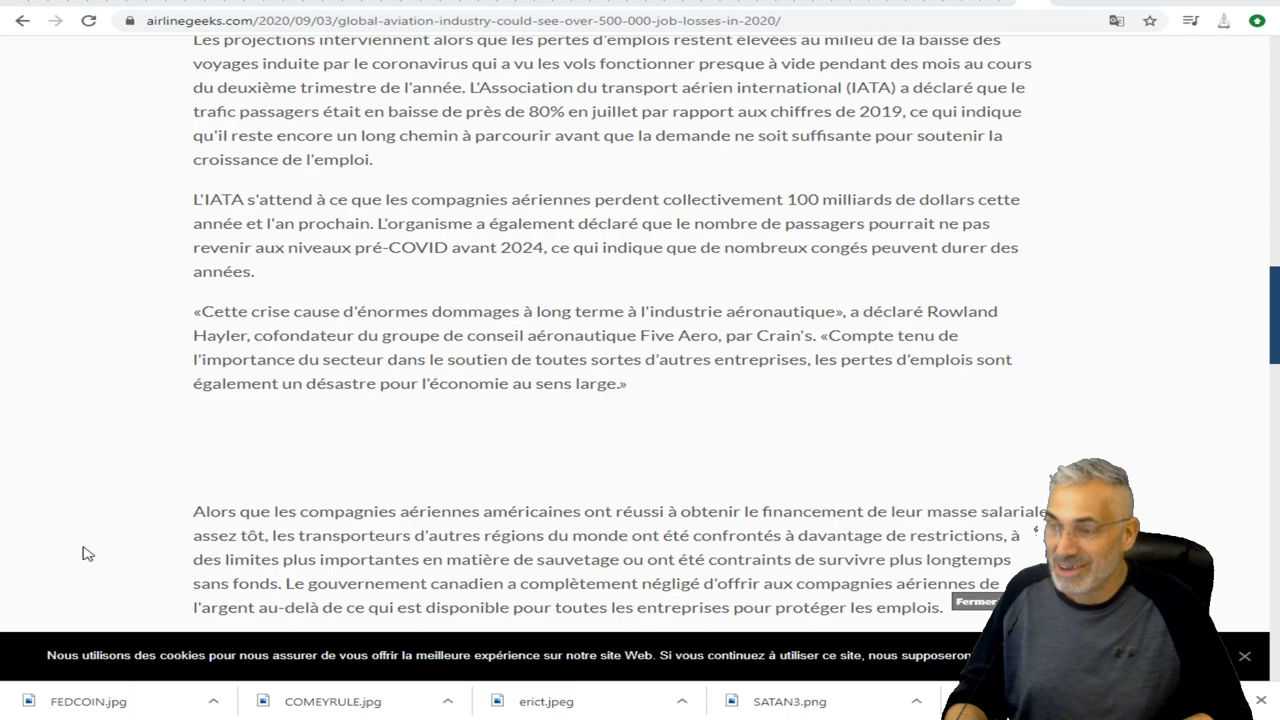 airlinegeeks.com/2020/09/03/global-aviation-industry-could-see-over-500-000-job-losses-in-2020/
Les projections interviennent alors que les pertes d'emplois restent élevées au milieu de la baisse des
voyages induite par le coronavirus qui a vu les vols fonctionner presque à vide pendant des mois au cours
du deuxième trimestre de l'année. L'Association du transport aérien international (IATA) a déclaré que le
trafic passagers était en baisse de près de 80% en juillet par rapport aux chiffres de 2019, ce qui indique
qu'il reste encore un long chemin à parcourir avant que la demande ne soit suffisante pour soutenir la
croissance de l'emploi.
L'IATA s'attend à ce que les compagnies aériennes perdent collectivement 100 milliards de dollars cette
année et l'an prochain. L'organisme a également déclaré que le nombre de passagers pourrait ne pas
revenir aux niveaux pré-COVID avant 2024, ce qui indique que de nombreux congés peuvent durer des
années.
«Cette crise cause d'énormes dommages à long terme à l'industrie aéronautique», a déclaré Rowland
Hayler, cofondateur du groupe de conseil aéronautique Five Aero, par Crain's. «Compte tenu de
l’importance du secteur dans le soutien de toutes sortes d’autres entreprises, les pertes d’emplois sont
également un désastre pour l’économie au sens large.»
Alors que les compagnies aériennes américaines ont réussi à obtenir le financement de leur masse salariale
assez tôt, les transporteurs d'autres régions du monde ont été confrontés à davantage de restrictions, à
des limites plus importantes en matière de sauvetage ou ont été contraints de survivre plus longtemps
sans fonds. Le gouvernement canadien a complètement négligé d'offrir aux compagnies aériennes de
l'argent au-delà de ce qui est disponible pour toutes les entreprises pour protéger les emplois.
Fermer
Nous utilisons des cookies pour nous assurer de vous offrir la meilleure expérience sur notre site Web. Si vous continuez à utiliser ce site, nous supposeron
FEDCOIN.jpg
COMEYRULE.jpg
erict.jpeg
SATAN3.png